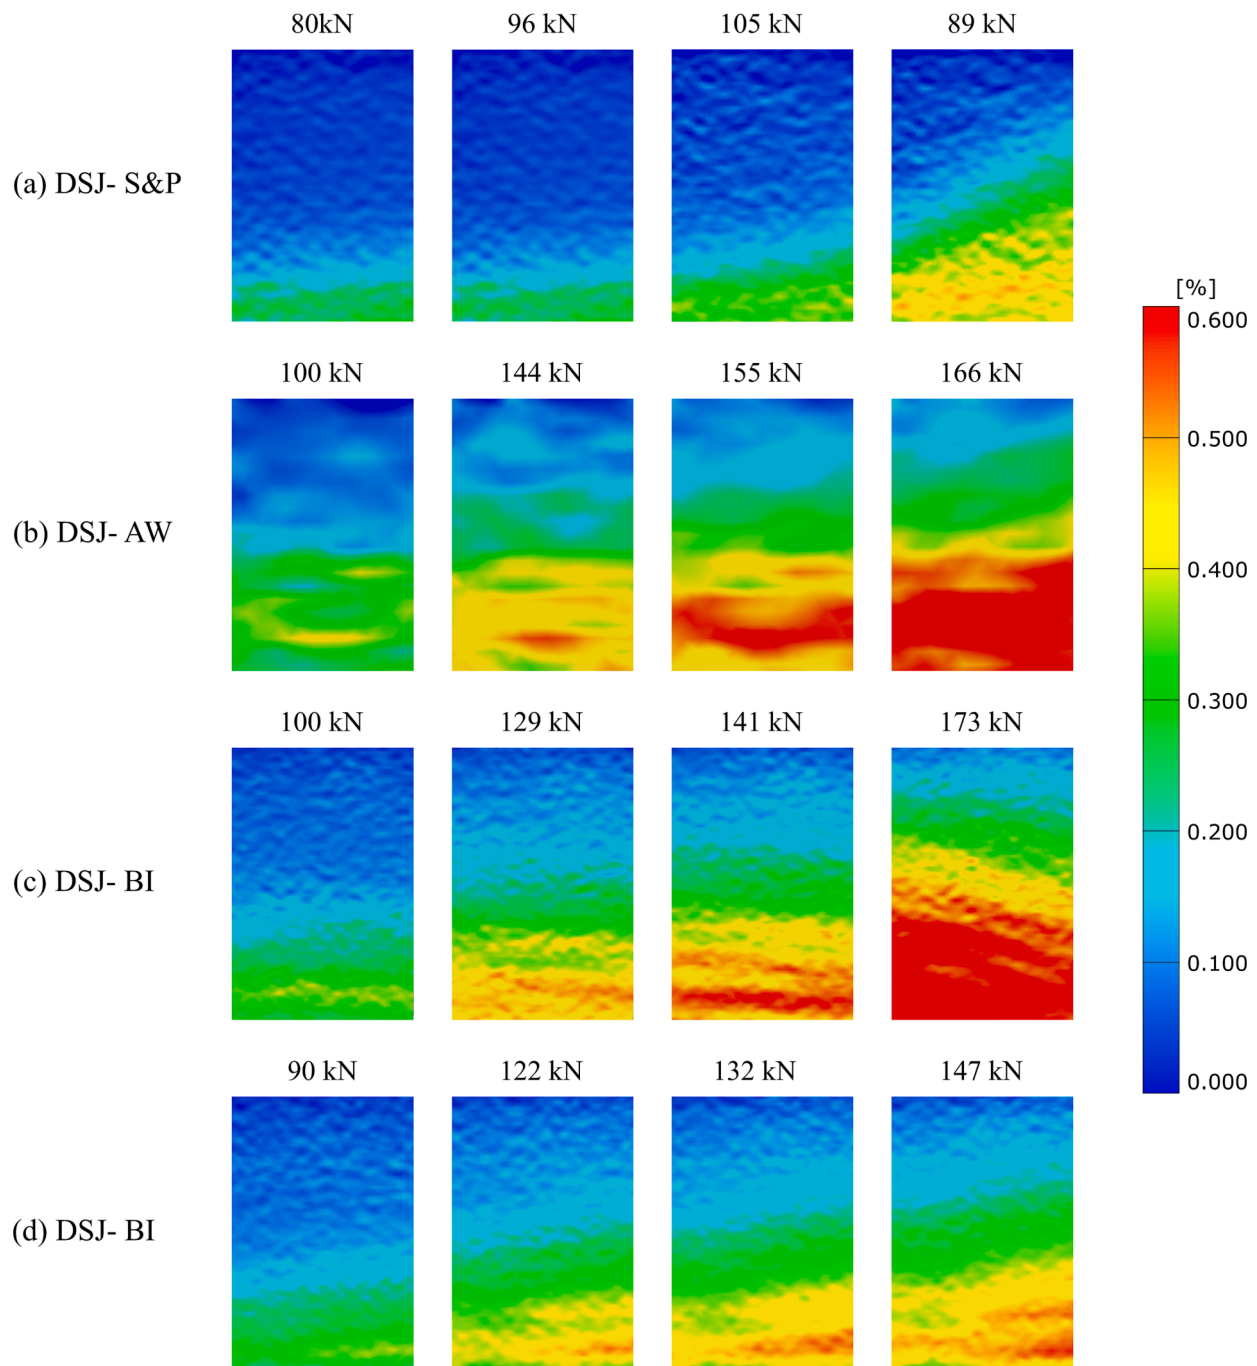 80kN 96 kN 105 kN 89 kN
(a) DSJ- S&P
[%]
0.600
100 kN 144 kN 155 kN 166 kN
0.500
(b) DSJ- AW
0.400
0.300
100 kN 129 kN 141 kN 173 kN
0.200
(c) DSJ- BI
0.100
90 kN 122 kN 132 kN 147 kN
0.000
(d) DSJ- BI